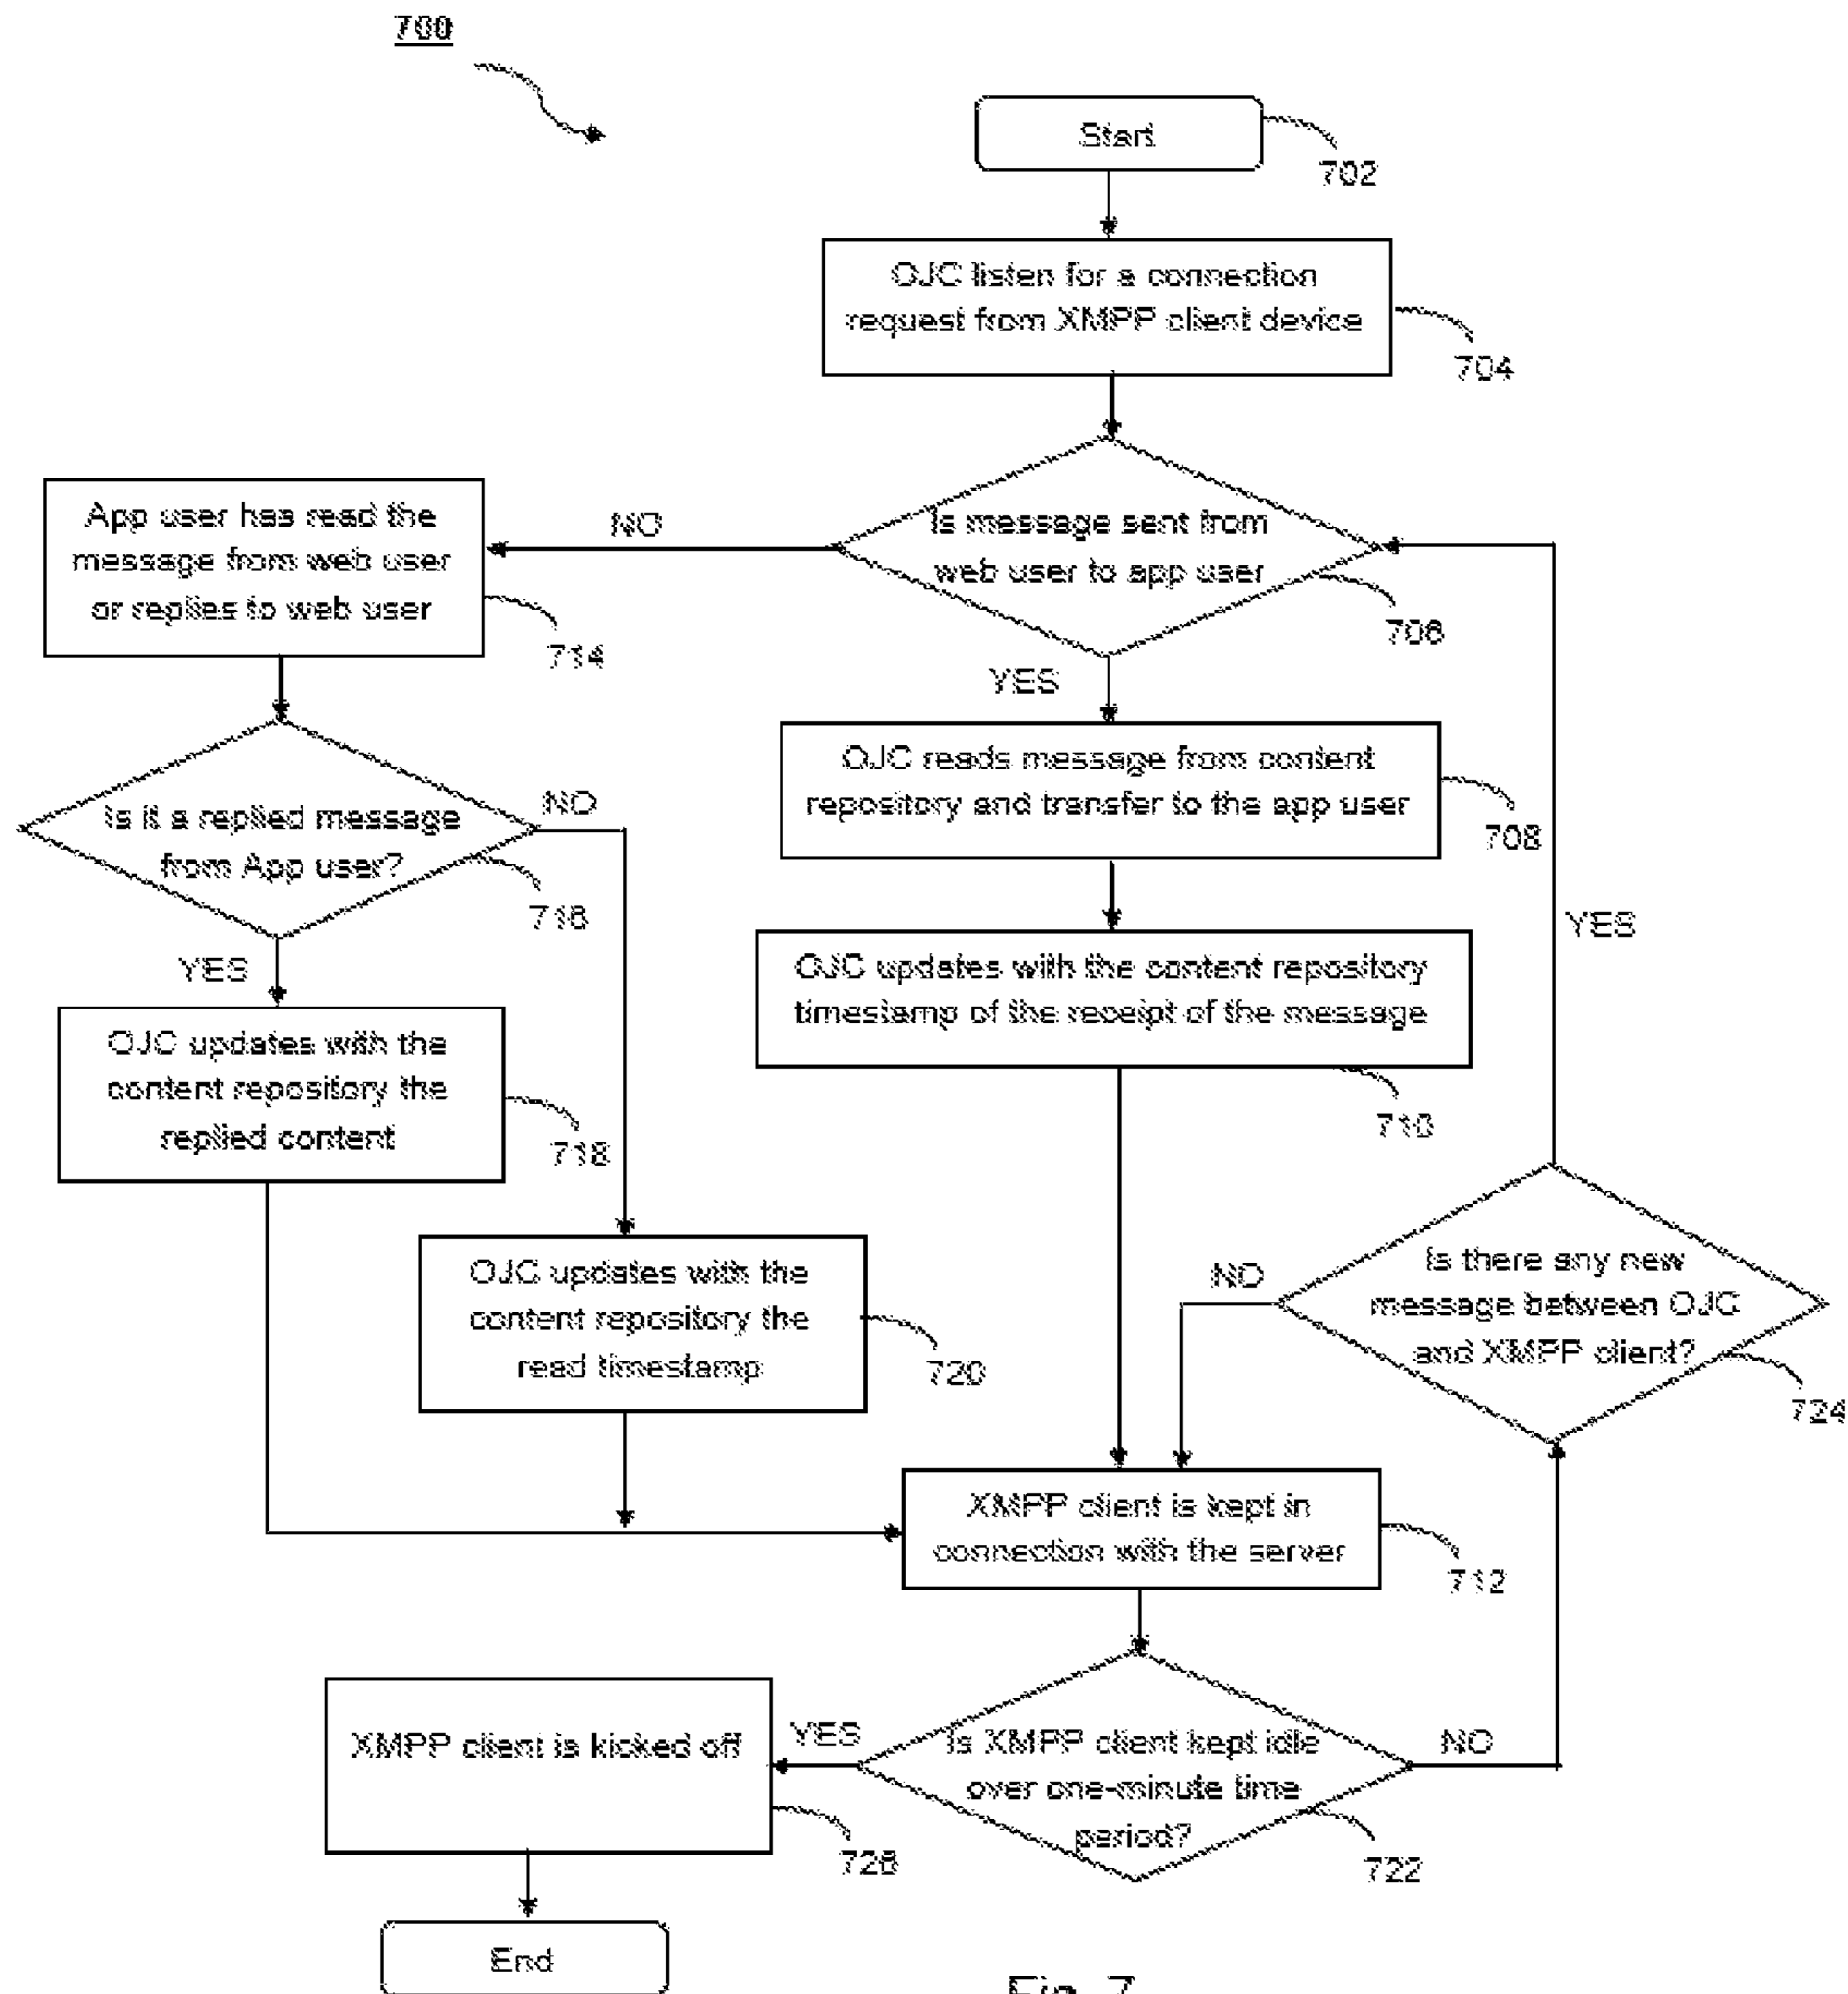 700
Start
702
OJC listen for a connection
request from XMPP client device
704
App user has read the
message from web user
or replies to web user
714
NO
Is message sent from
web user to app user
706
YES
OJC reads message from content
repository and transfer to the app user
708
Is it a replied message
from App user?
716
NO
YES
OJC updates with the content repository
timestamp of the receipt of the message
710
YES
OJC updates with the
content repository the
replied content
718
OJC updates with the
content repository the
read timestamp
720
NO
Is there any new
message between OJC
and XMPP client?
724
XMPP client is kept in
connection with the server
712
XMPP client is kicked off
726
YES
Is XMPP client kept idle
over one-minute time
period?
722
NO
End
Fig. 7